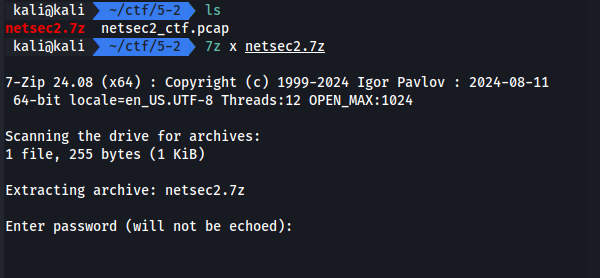 kali@kali ~/ctf/5-2 ls
netsec2.7z netsec2_ctf.pcap
kali@kali ~/ctf/5-2 7z x netsec2.7z
7-Zip 24.08 (x64) : Copyright (c) 1999-2024 Igor Pavlov : 2024-08-11
64-bit locale=en_US.UTF-8 Threads:12 OPEN_MAX:1024
Scanning the drive for archives:
1 file, 255 bytes (1 KiB)
Extracting archive: netsec2.7z
Enter password (will not be echoed):